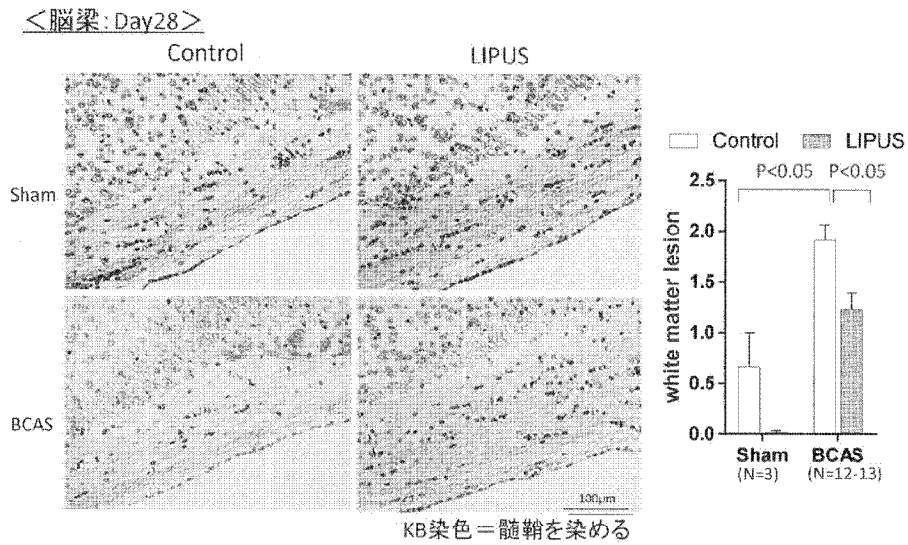 <脳梁:Day28>
Control
LIPUS
Sham
BCAS
100μm
KB染色=髄鞘を染める
Control LIPUS
P<0.05 P<0.05
white matter lesion
2.5
2.0
1.5
1.0
0.5
0.0
Sham BCAS
(N=3) (N=12-13)